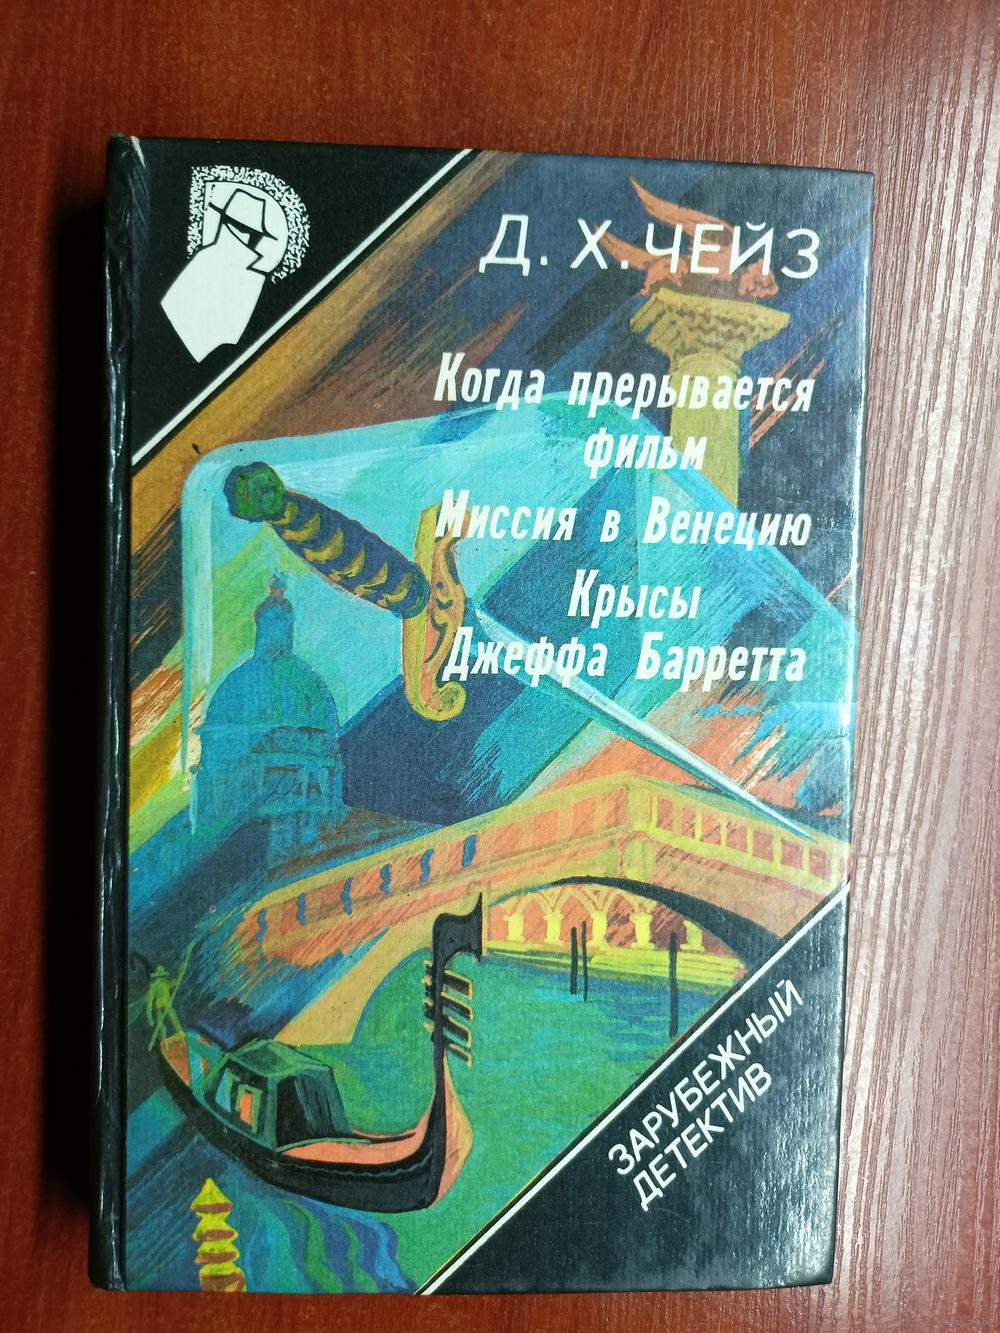 Д. Х. ЧЕЙЗ
Когда прерывается
фильм
Миссия в Венецию
Крысы
Джеффа Барретта
ЗАРУБЕЖНЫЙ
ДЕТЕКТИВ